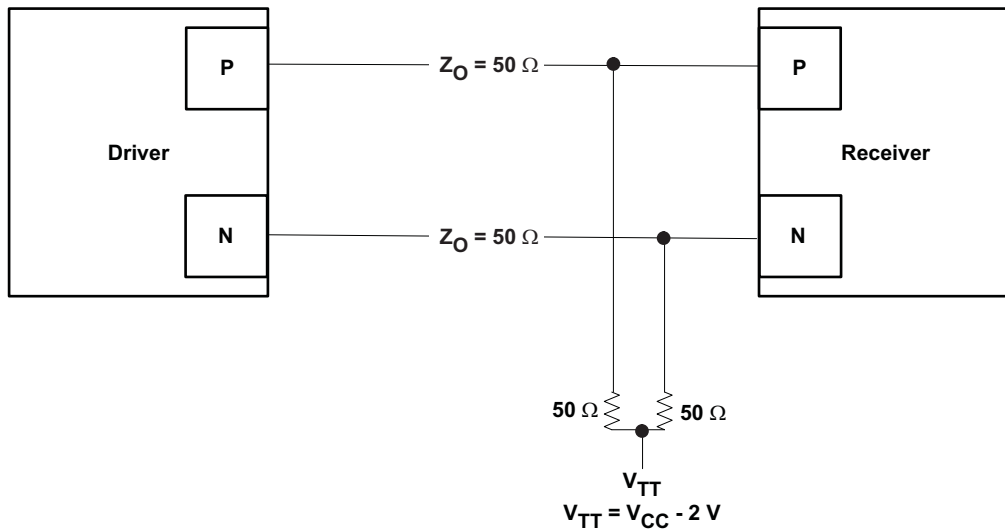 P
Z_O = 50 Ω
P
Driver
Receiver
N
Z_O = 50 Ω
N
50 Ω
50 Ω
V_TT
V_TT = V_CC - 2 V